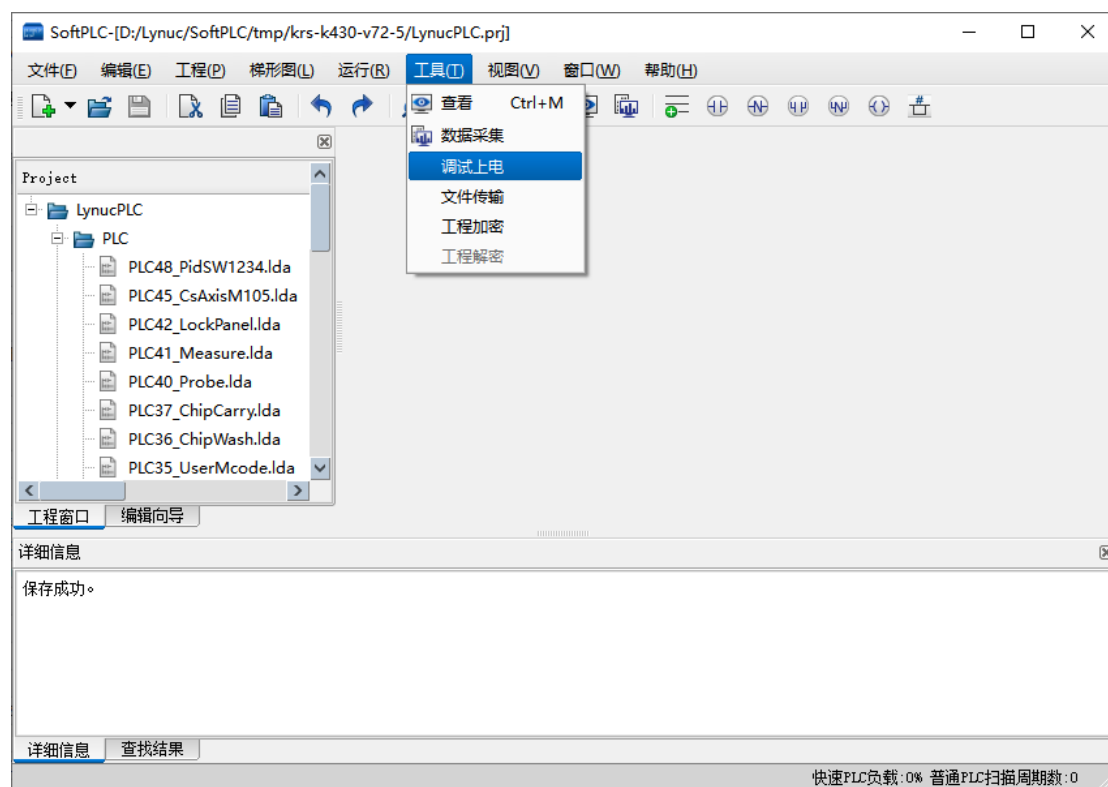 SoftPLC-[D:/Lynuc/SoftPLC/tmp/krs-k430-v72-5/LynucPLC.prj]
文件(F) 编辑(E) 工程(P) 梯形图(L) 运行(R) 工具(T) 视图(V) 窗口(W) 帮助(H)
查看 Ctrl+M
数据采集
调试上电
文件传输
工程加密
工程解密
Project
LynucPLC
PLC
PLC48_PidSW1234.lda
PLC45_CsAxisM105.lda
PLC42_LockPanel.lda
PLC41_Measure.lda
PLC40_Probe.lda
PLC37_ChipCarry.lda
PLC36_ChipWash.lda
PLC35_UserMcode.lda
工程窗口 编辑向导
详细信息
保存成功。
详细信息 查找结果
快速PLC负载:0% 普通PLC扫描周期数:0